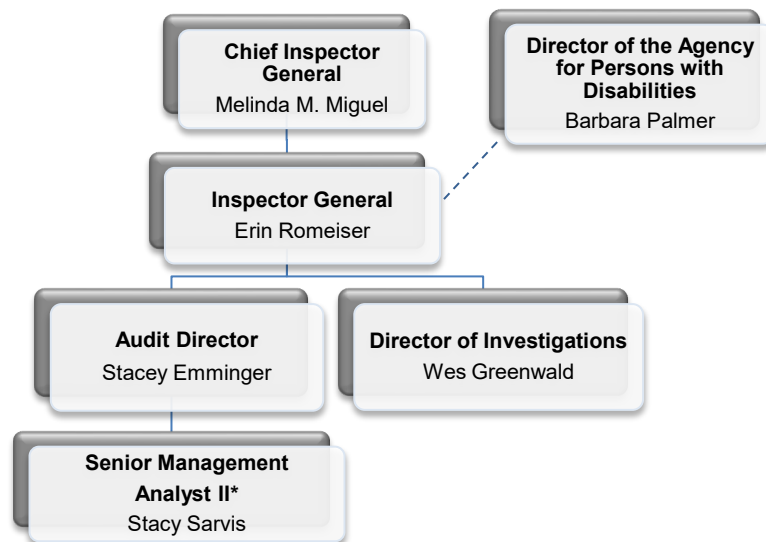 Chief Inspector
General
Melinda M. Miguel
Director of the Agency
for Persons with
Disabilities
Barbara Palmer
Inspector General
Erin Romeiser
Audit Director
Stacey Emminger
Director of Investigations
Wes Greenwald
Senior Management
Analyst II*
Stacy Sarvis